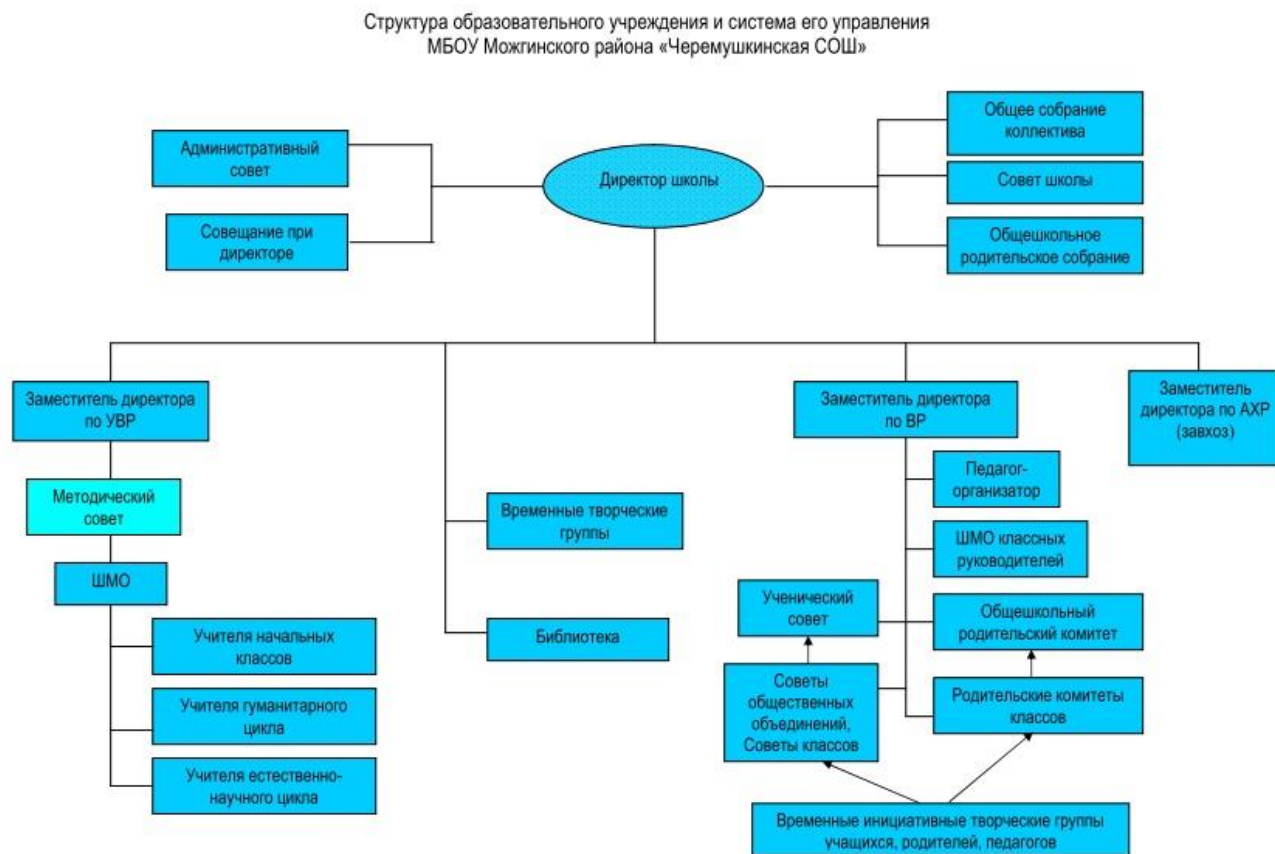 Структура образовательного учреждения и система его управления
МБОУ Можгинского района «Черемушкинская СОШ»
Административный
совет
Совещание при
директоре
Директор школы
Общее собрание
коллектива
Совет школы
Общешкольное
родительское собрание
Заместитель директора
по УВР
Методический
совет
ШМО
Учителя начальных
классов
Учителя гуманитарного
цикла
Учителя естественно-
научного цикла
Временные творческие
группы
Библиотека
Заместитель директора
по ВР
Педагог-
организатор
ШМО классных
руководителей
Ученический
совет
Общешкольный
родительский комитет
Советы
общественных
объединений,
Советы классов
Родительские комитеты
классов
Временные инициативные творческие группы
учащихся, родителей, педагогов
Заместитель
директора по АХР
(завхоз)